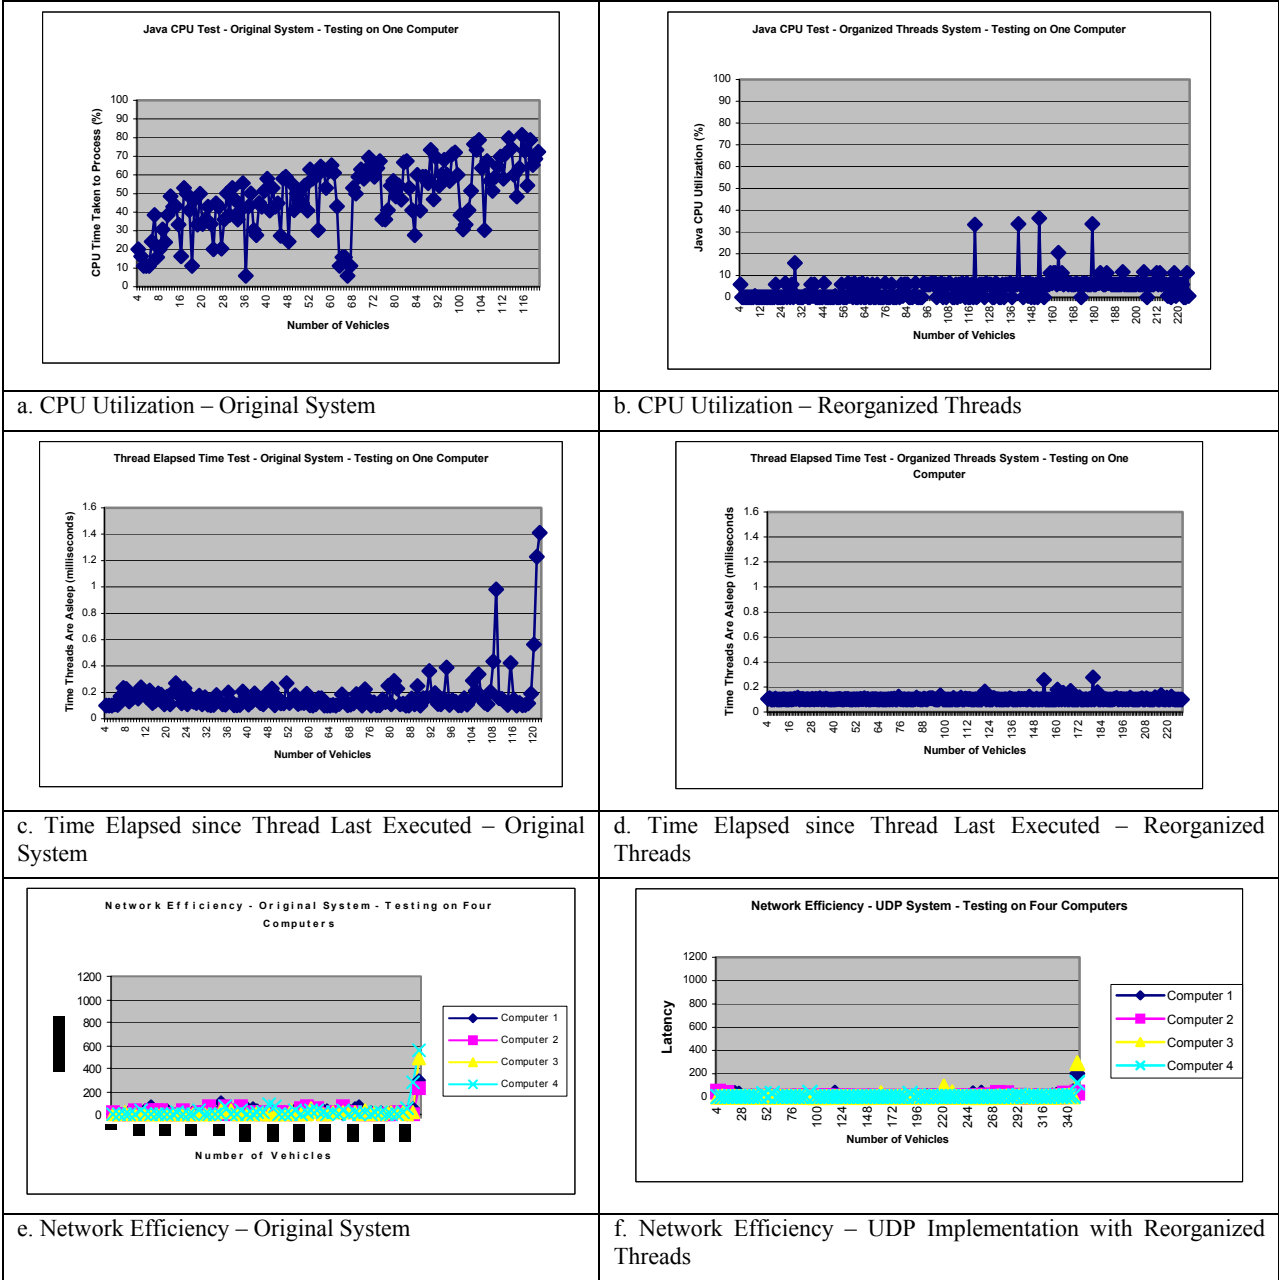 Java CPU Test - Original System - Testing on One Computer
CPU Time Taken to Process (%)
100
90
80
70
60
50
40
30
20
10
0
4 8 16 20 28 36 40 48 52 60 68 72 80 84 92 100 104 112 116
Number of Vehicles
Java CPU Test - Organized Threads System - Testing on One Computer
Java CPU Utilization (%)
100
90
80
70
60
50
40
30
20
10
0
4 12 24 32 44 56 64 76 84 96 108 116 128 136 148 160 168 180 188 200 212 220
Number of Vehicles
a. CPU Utilization – Original System
b. CPU Utilization – Reorganized Threads
Thread Elapsed Time Test - Original System - Testing on One Computer
Time Threads Are Asleep (milliseconds)
1.6
1.4
1.2
1
0.8
0.6
0.4
0.2
0
4 8 12 16 20 24 32 36 40 44 48 52 60 64 68 72 76 80 84 92 96 104 108 116 120
Number of Vehicles
Thread Elapsed Time Test - Organized Threads System - Testing on One
Computer
Time Threads Are Asleep (milliseconds
1.6
1.4
1.2
1
0.8
0.6
0.4
0.2
0
4 16 28 40 52 64 76 88 100 112 124 136 148 160 172 184 196 208 220
Number of Vehicles
c. Time Elapsed since Thread Last Executed – Original
System
d. Time Elapsed since Thread Last Executed – Reorganized
Threads
Network Efficiency - Original System - Testing on Four
Computers
1200
1000
800
600
400
200
0
Number of Vehicles
Computer 1
Computer 2
Computer 3
Computer 4
Network Efficiency - UDP System - Testing on Four Computers
Latency
1200
1000
800
600
400
200
0
4 28 52 76 100 124 148 172 196 220 244 268 292 316 340
Number of Vehicles
Computer 1
Computer 2
Computer 3
Computer 4
e. Network Efficiency – Original System
f. Network Efficiency – UDP Implementation with Reorganized
Threads